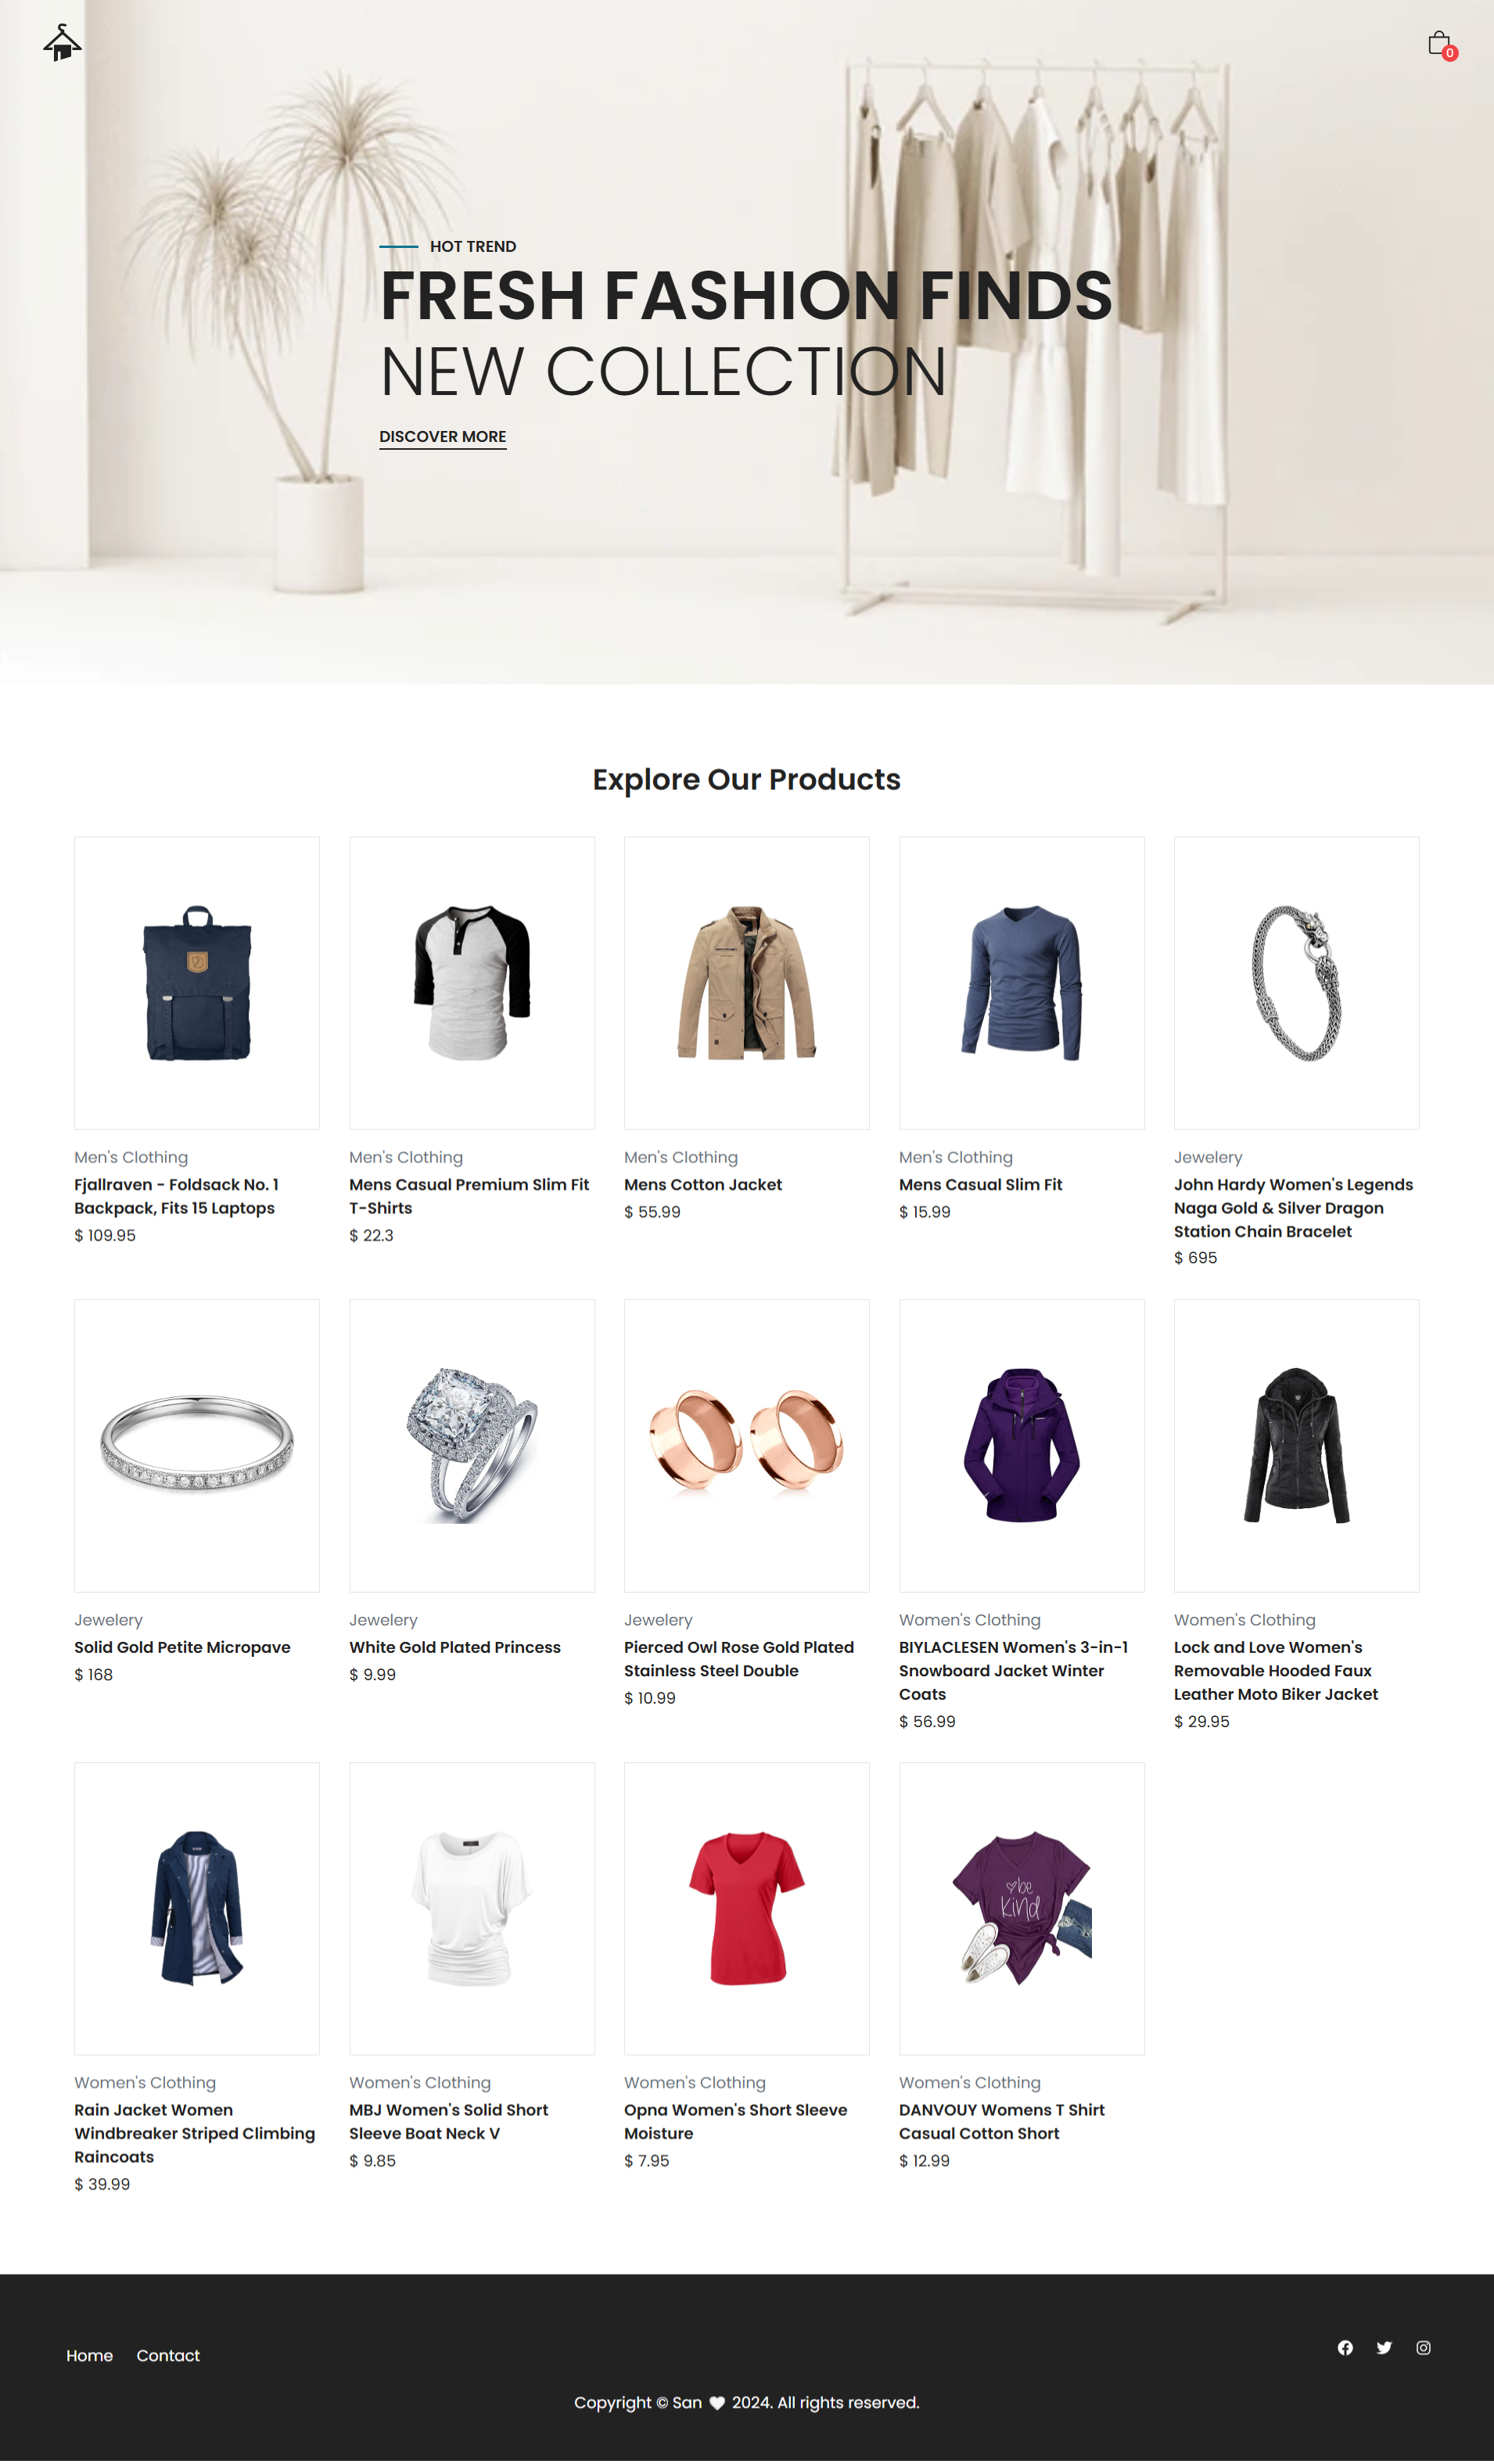 0
HOT TREND
FRESH FASHION FINDS
NEW COLLECTION
DISCOVER MORE
Explore Our Products
Men's Clothing
Fjallraven - Foldsack No. 1
Backpack, Fits 15 Laptops
$ 109.95
Men's Clothing
Mens Casual Premium Slim Fit
T-Shirts
$ 22.3
Men's Clothing
Mens Cotton Jacket
$ 55.99
Men's Clothing
Mens Casual Slim Fit
$ 15.99
Jewelery
John Hardy Women's Legends
Naga Gold & Silver Dragon
Station Chain Bracelet
$ 695
Jewelery
Solid Gold Petite Micropave
$ 168
Jewelery
White Gold Plated Princess
$ 9.99
Jewelery
Pierced Owl Rose Gold Plated
Stainless Steel Double
$ 10.99
Women's Clothing
BIYLACLESEN Women's 3-in-1
Snowboard Jacket Winter
Coats
$ 56.99
Women's Clothing
Lock and Love Women's
Removable Hooded Faux
Leather Moto Biker Jacket
$ 29.95
be
kind
Women's Clothing
Rain Jacket Women
Windbreaker Striped Climbing
Raincoats
$ 39.99
Women's Clothing
MBJ Women's Solid Short
Sleeve Boat Neck V
$ 9.85
Women's Clothing
Opna Women's Short Sleeve
Moisture
$ 7.95
Women's Clothing
DANVOUY Womens T Shirt
Casual Cotton Short
$ 12.99
Home Contact
Copyright © San 🤍 2024. All rights reserved.